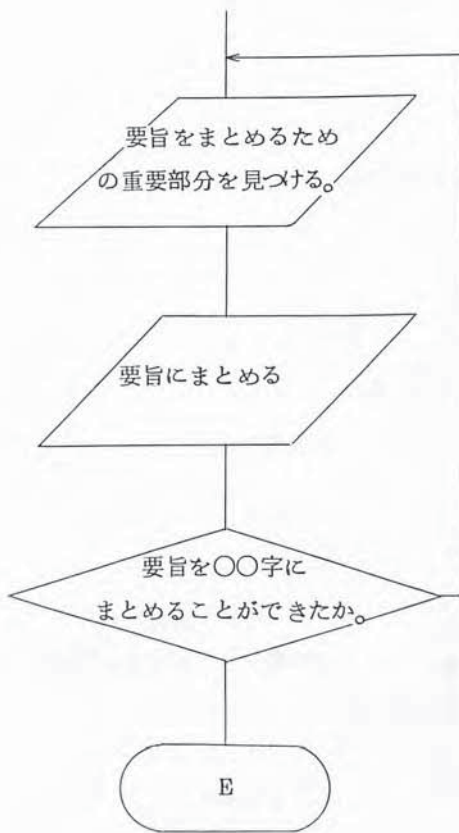 要旨をまとめるため
の重要部分を見つける。
要旨にまとめる
要旨を〇〇字に
まとめることができたか。
E